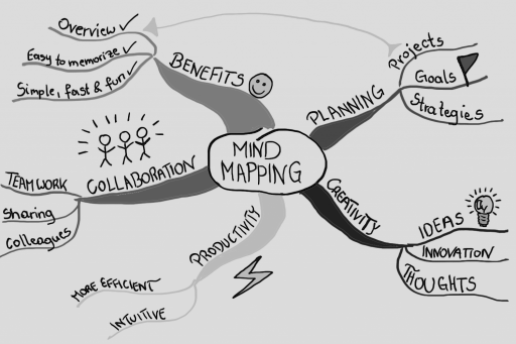 MIND
MAPPING
BENEFITS
Overview
Easy to memorize
Simple, fast & fun
PLANNING
Projects
Goals
Strategies
COLLABORATION
TEAMWORK
Sharing
Colleagues
CREATIVITY
IDEAS
INNOVATION
THOUGHTS
PRODUCTIVITY
MORE EFFICIENT
INTUITIVE